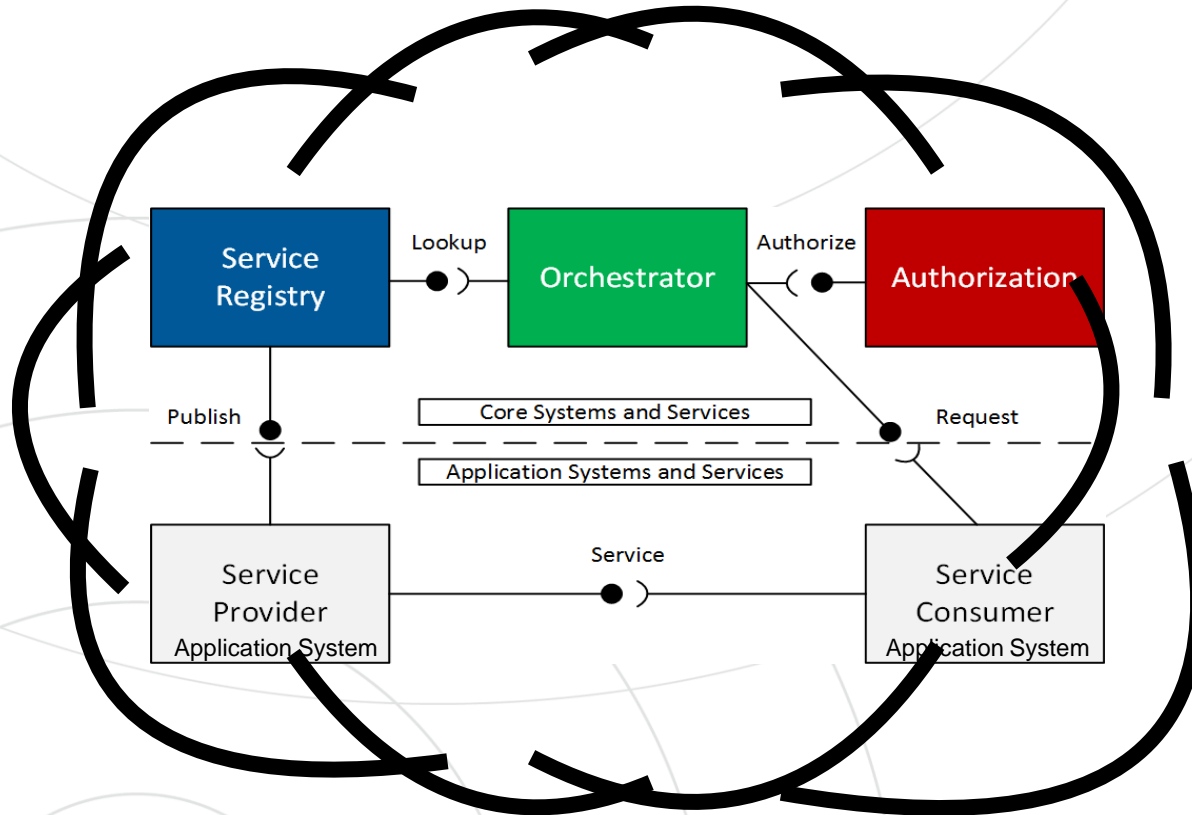 Lookup
Authorize
Service
Registry
Orchestrator
Authorization
Publish
Core Systems and Services
Request
Application Systems and Services
Service
Service
Provider
Application System
Service
Consumer
Application System